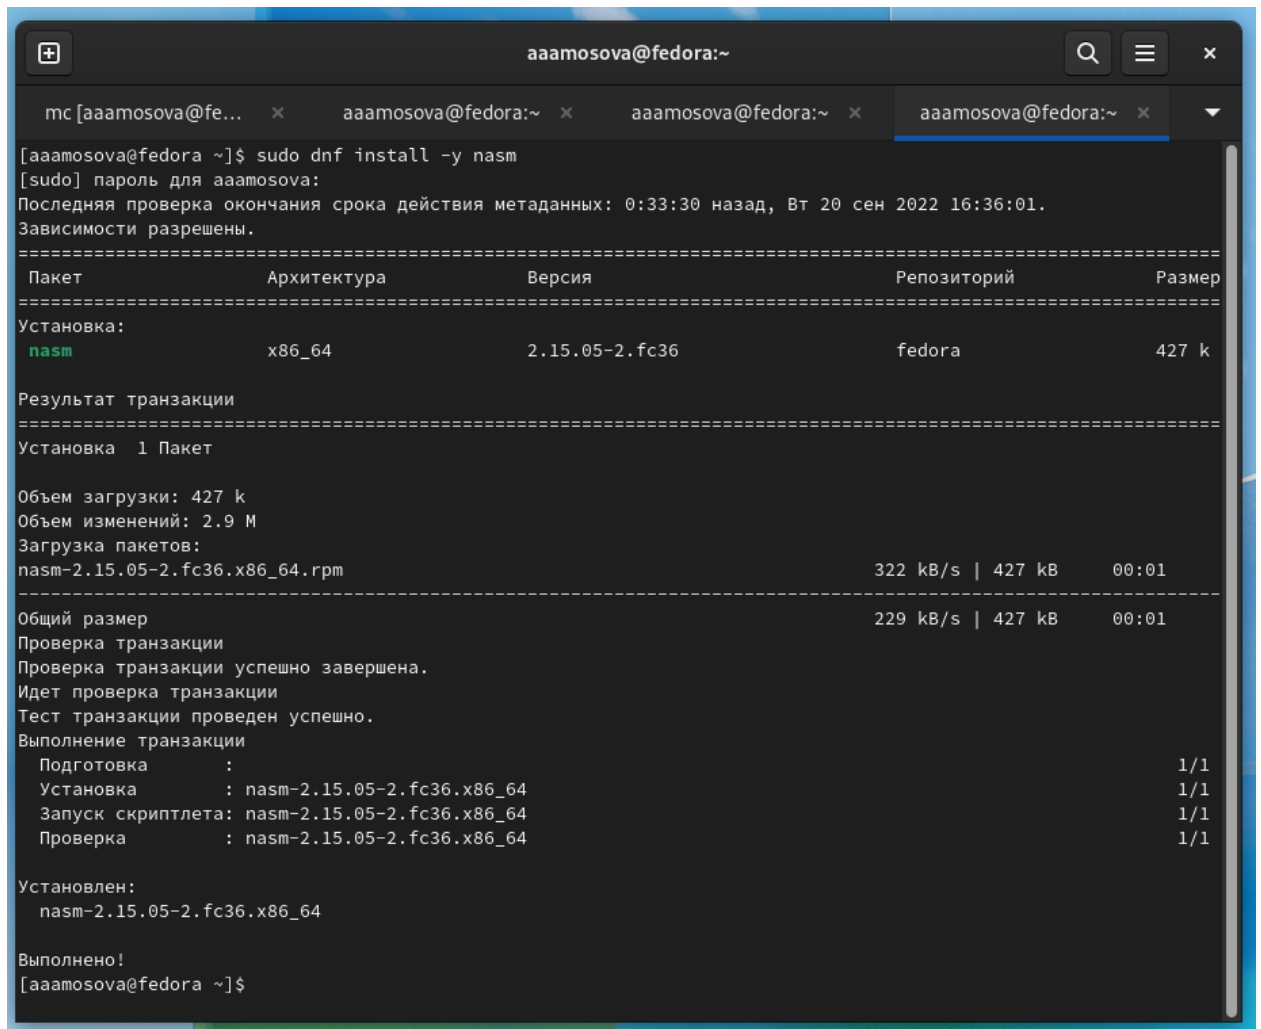 aaamosova@fedora:~
mc [aaamosova@fe... aaamosova@fedora:~ aaamosova@fedora:~ aaamosova@fedora:~
[aaamosova@fedora ~]$ sudo dnf install -y nasm
[sudo] пароль для aaamosova:
Последняя проверка окончания срока действия метаданных: 0:33:30 назад, Вт 20 сен 2022 16:36:01.
Зависимости разрешены.
================================================================================
Пакет Архитектура Версия Репозиторий Размер
================================================================================
Установка:
nasm x86_64 2.15.05-2.fc36 fedora 427 k
Результат транзакции
================================================================================
Установка  1 Пакет
Объем загрузки: 427 k
Объем изменений: 2.9 M
Загрузка пакетов:
nasm-2.15.05-2.fc36.x86_64.rpm 322 kB/s | 427 kB 00:01
--------------------------------------------------------------------------------
Общий размер 229 kB/s | 427 kB 00:01
Проверка транзакции
Проверка транзакции успешно завершена.
Идет проверка транзакции
Тест транзакции проведен успешно.
Выполнение транзакции
Подготовка : 1/1
Установка : nasm-2.15.05-2.fc36.x86_64 1/1
Запуск скриптлета: nasm-2.15.05-2.fc36.x86_64 1/1
Проверка : nasm-2.15.05-2.fc36.x86_64 1/1
Установлен:
nasm-2.15.05-2.fc36.x86_64
Выполнено!
[aaamosova@fedora ~]$